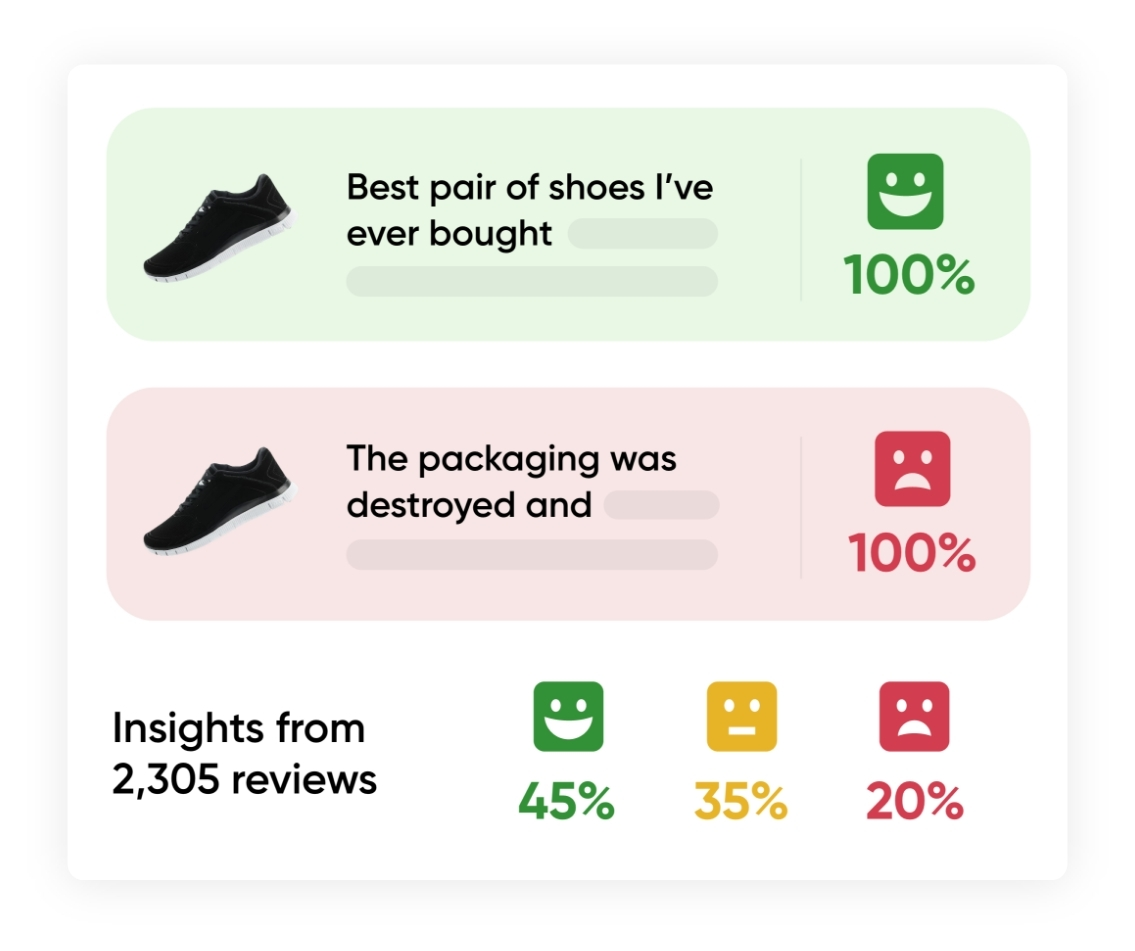 Best pair of shoes I’ve
ever bought
100%
The packaging was
destroyed and
100%
Insights from
2,305 reviews
45%
35%
20%